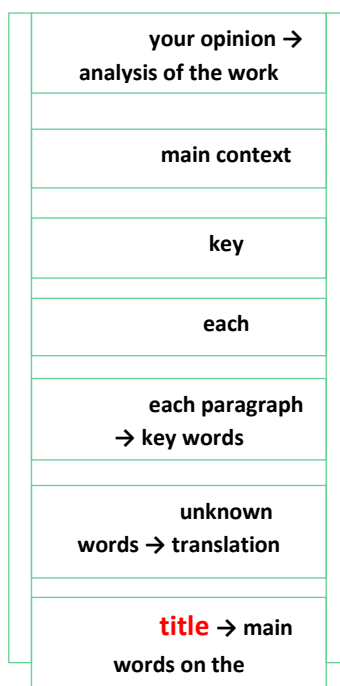 your opinion →
analysis of the work
main context
key
each
each paragraph
→ key words
unknown
words → translation
title → main
words on the